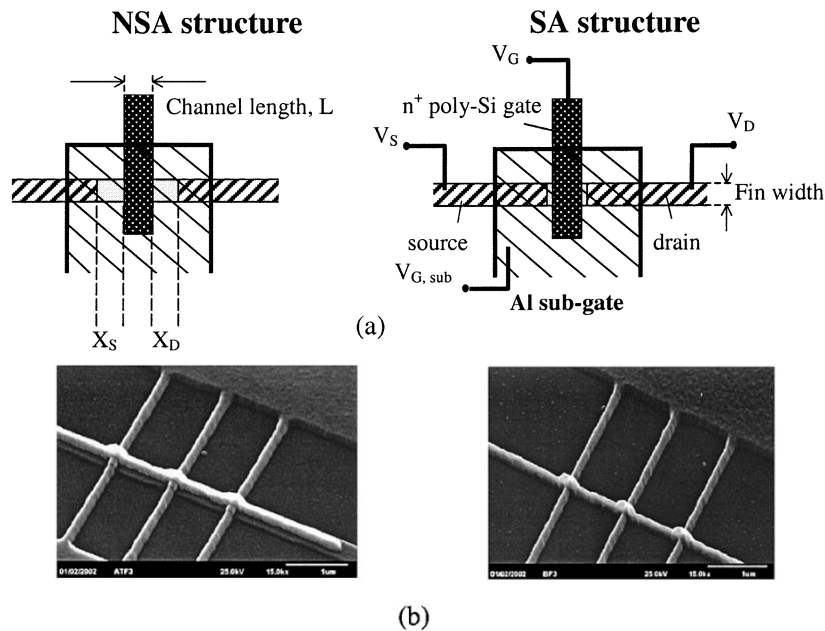 NSA structure
SA structure
V_G
Channel length, L
n⁺ poly-Si gate
V_S
V_D
Fin width
source
drain
V_G, sub
Al sub-gate
(a)
X_S
X_D
01/02/2002 ATF3 25.0kV 15.0kx 1um
01/02/2002 BF3 25.0kV 15.0kx 1um
(b)